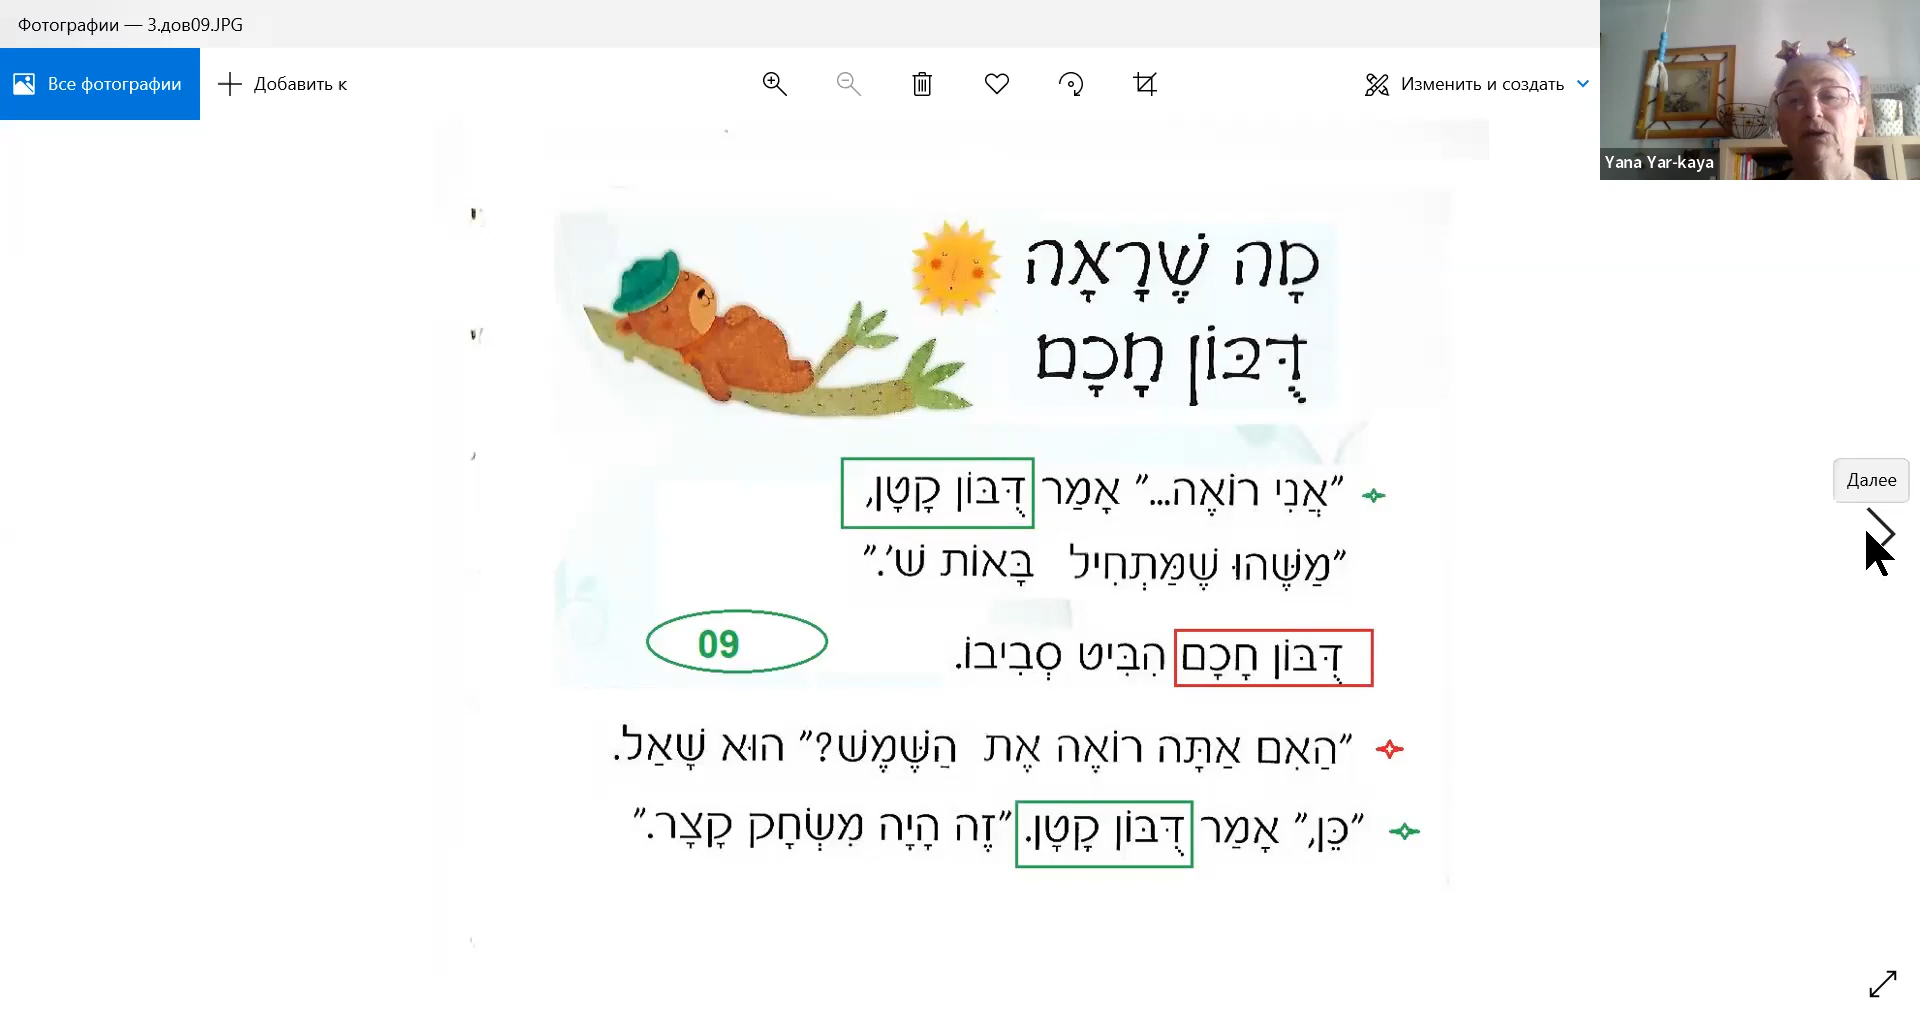 Фотографии — 3.дов09.JPG
Все фотографии
Добавить к
Изменить и создать
Yana Yar-kaya
מָה שֶׁרָאָה
דֻּבּוֹן חָכָם
"אֲנִי רוֹאֶה..." אָמַר דֻּבּוֹן קָטָן,
"מַשֶּׁהוּ שֶׁמַּתְחִיל בָּאוֹת שׁ'."
דֻּבּוֹן חָכָם הִבִּיט סְבִיבוֹ.
09
"הַאִם אַתָּה רוֹאֶה אֶת הַשֶּׁמֶשׁ?" הוּא שָׁאַל.
"כֵּן," אָמַר דֻּבּוֹן קָטָן. "זֶה הָיָה מִשְׂחָק קָצָר."
Далее